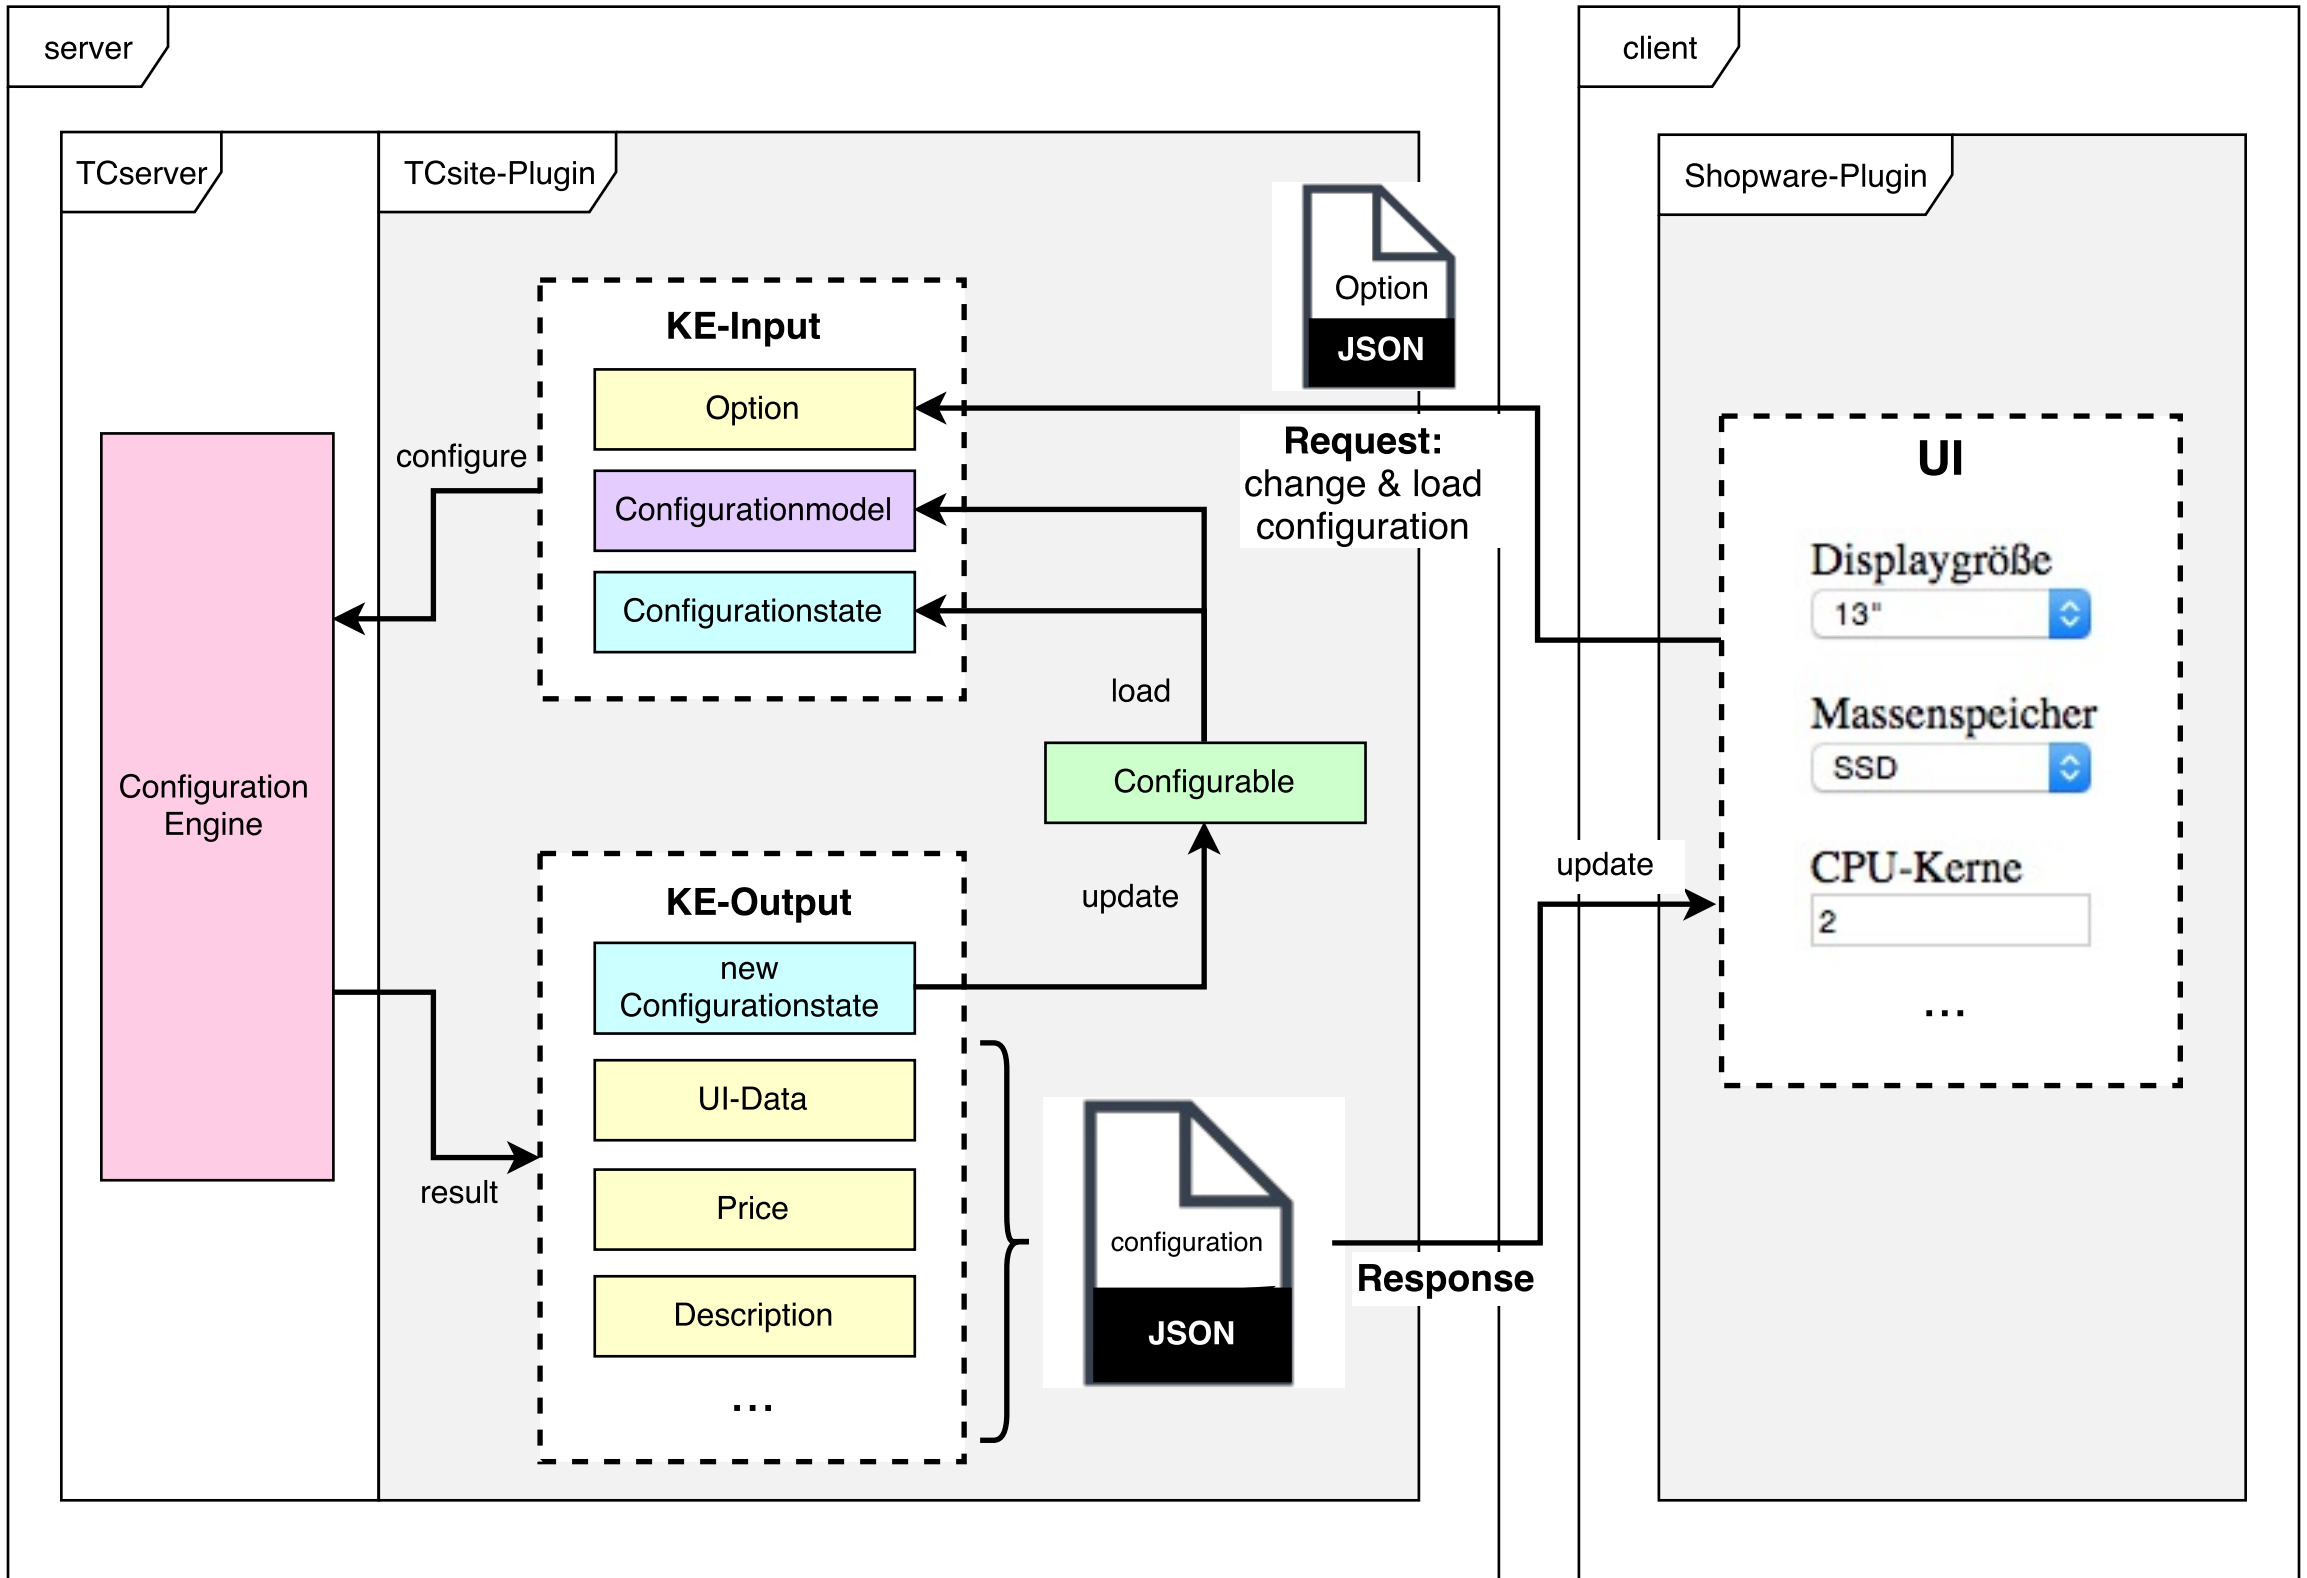 server
client
TCserver
TCsite-Plugin
Shopware-Plugin
Option
JSON
KE-Input
Option
Configurationmodel
Configurationstate
configure
Request:
change & load
configuration
UI
Displaygröße
13"
Massenspeicher
SSD
CPU-Kerne
2
...
load
Configurable
Configuration
Engine
update
update
KE-Output
new
Configurationstate
UI-Data
Price
Description
...
result
configuration
JSON
Response